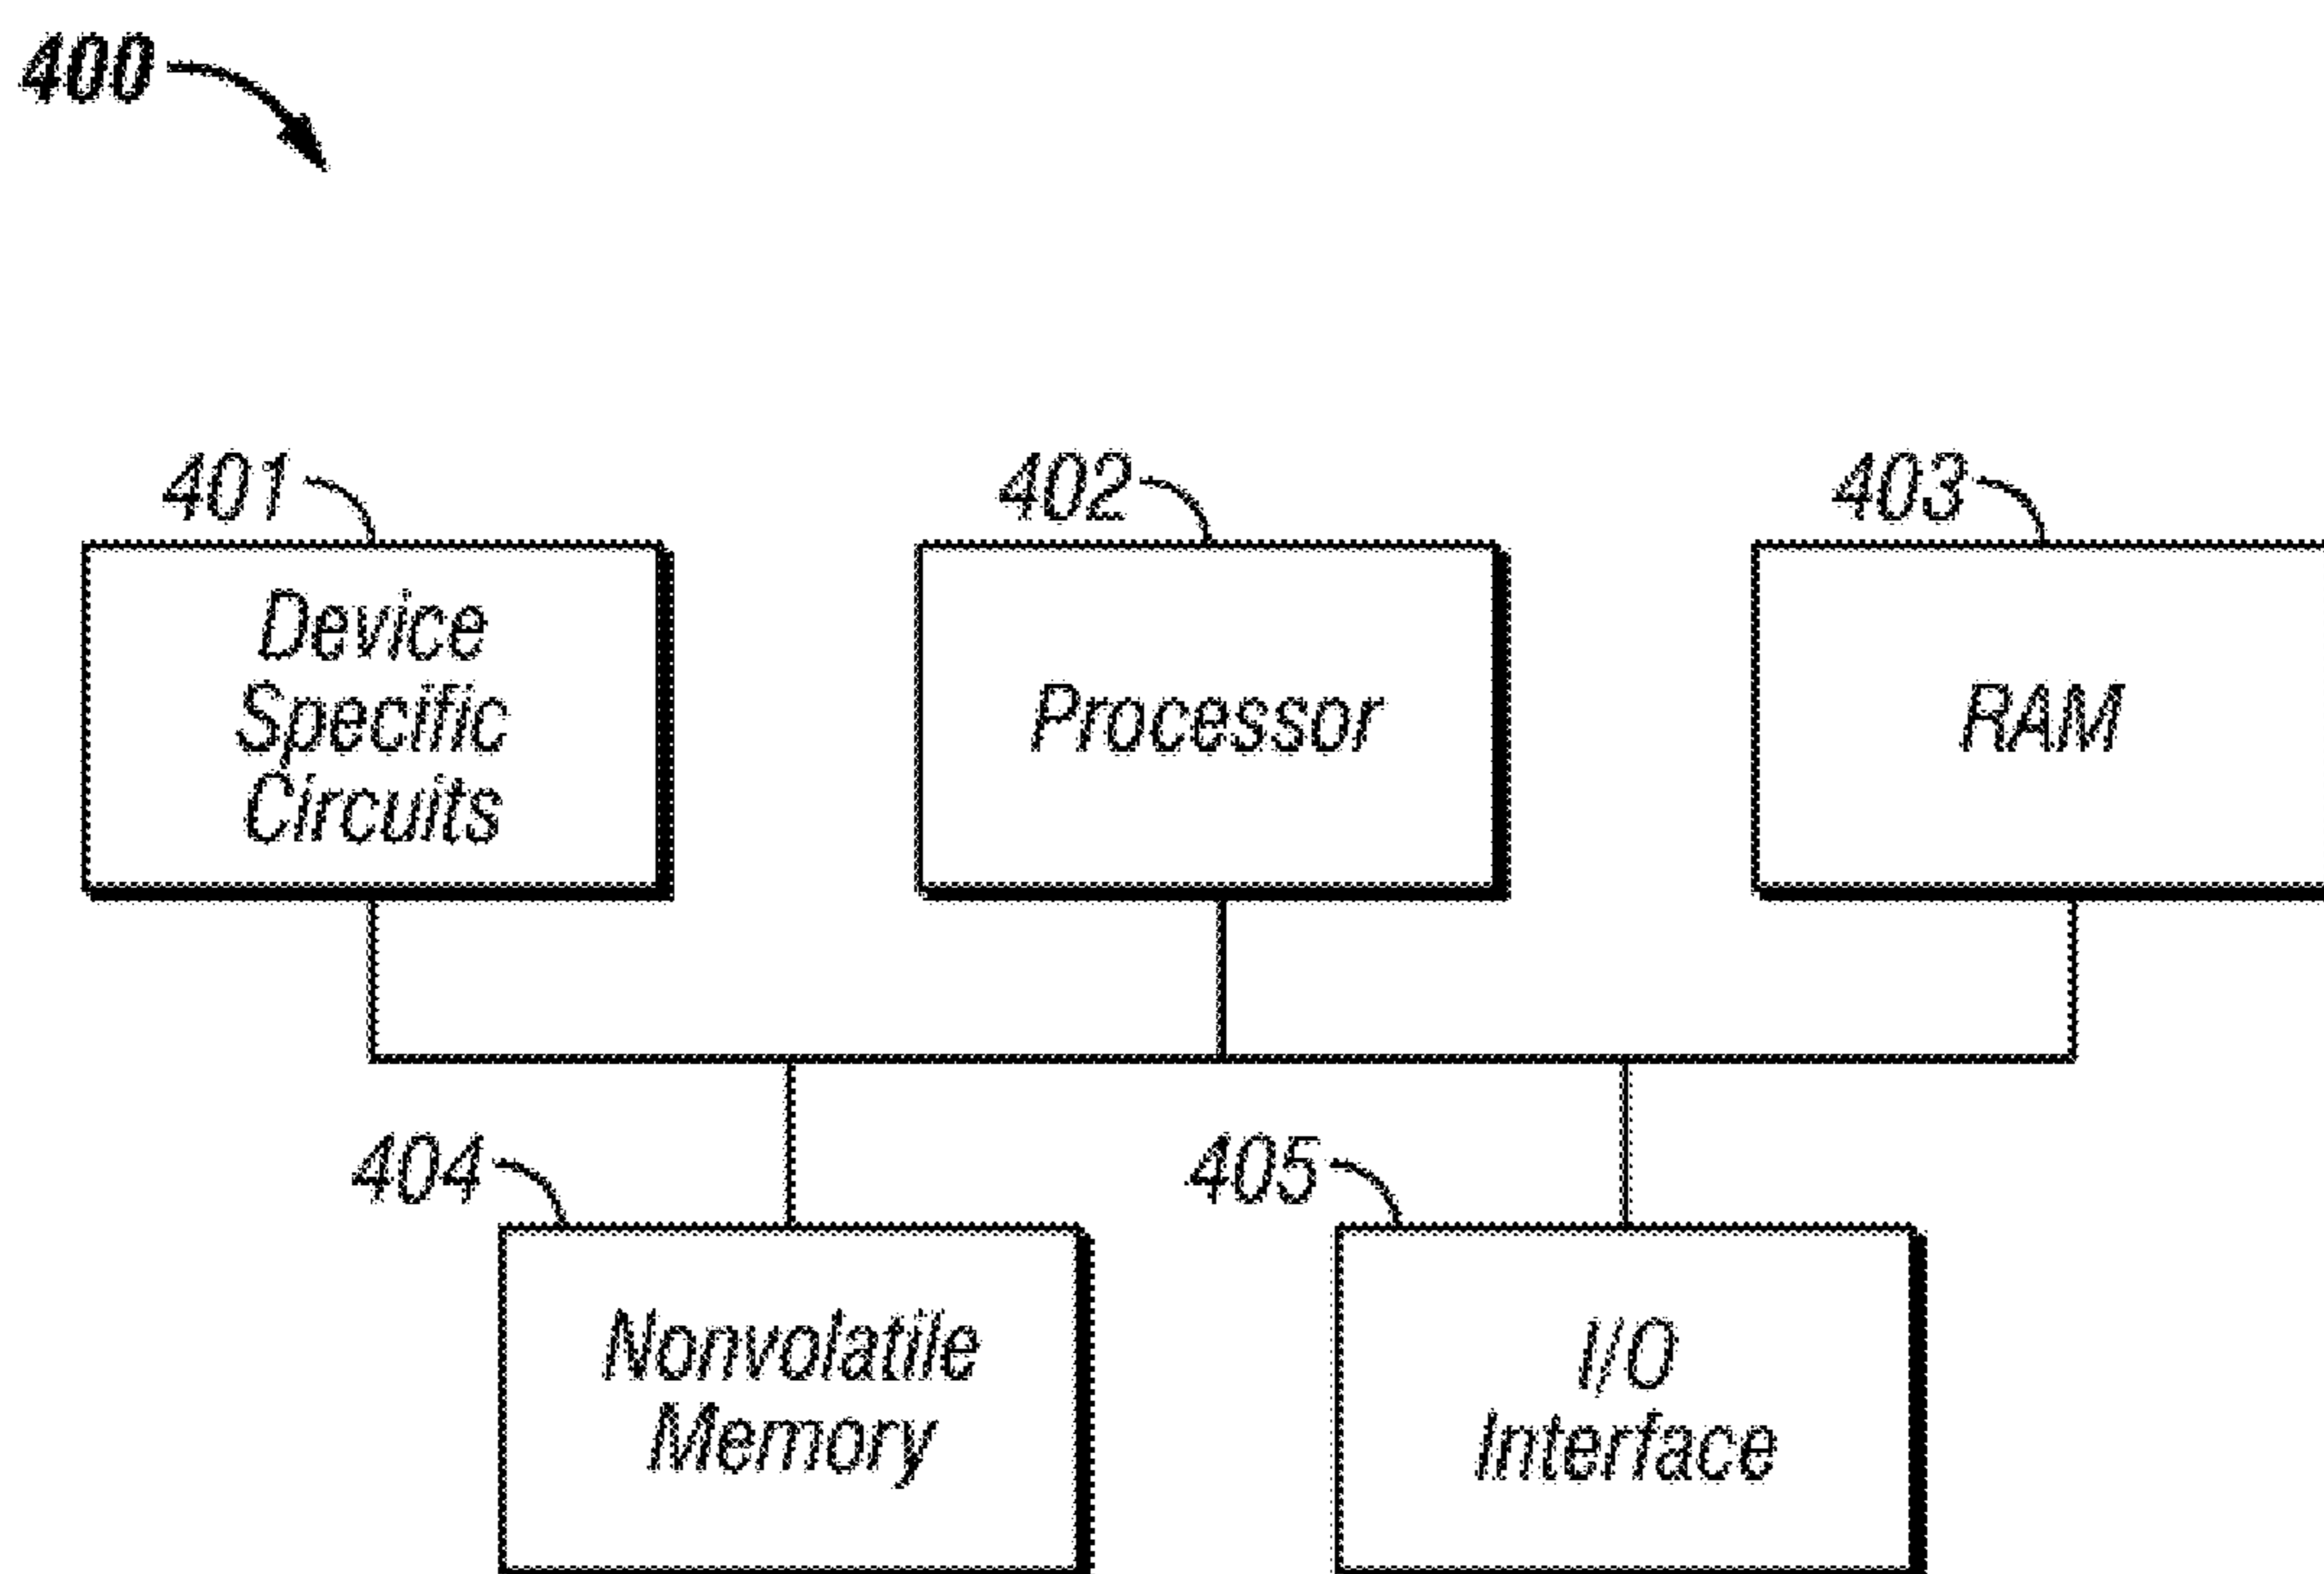 400
401
402
403
Device
Specific
Circuits
Processor
RAM
404
405
Nonvolatile
Memory
I/O
Interface